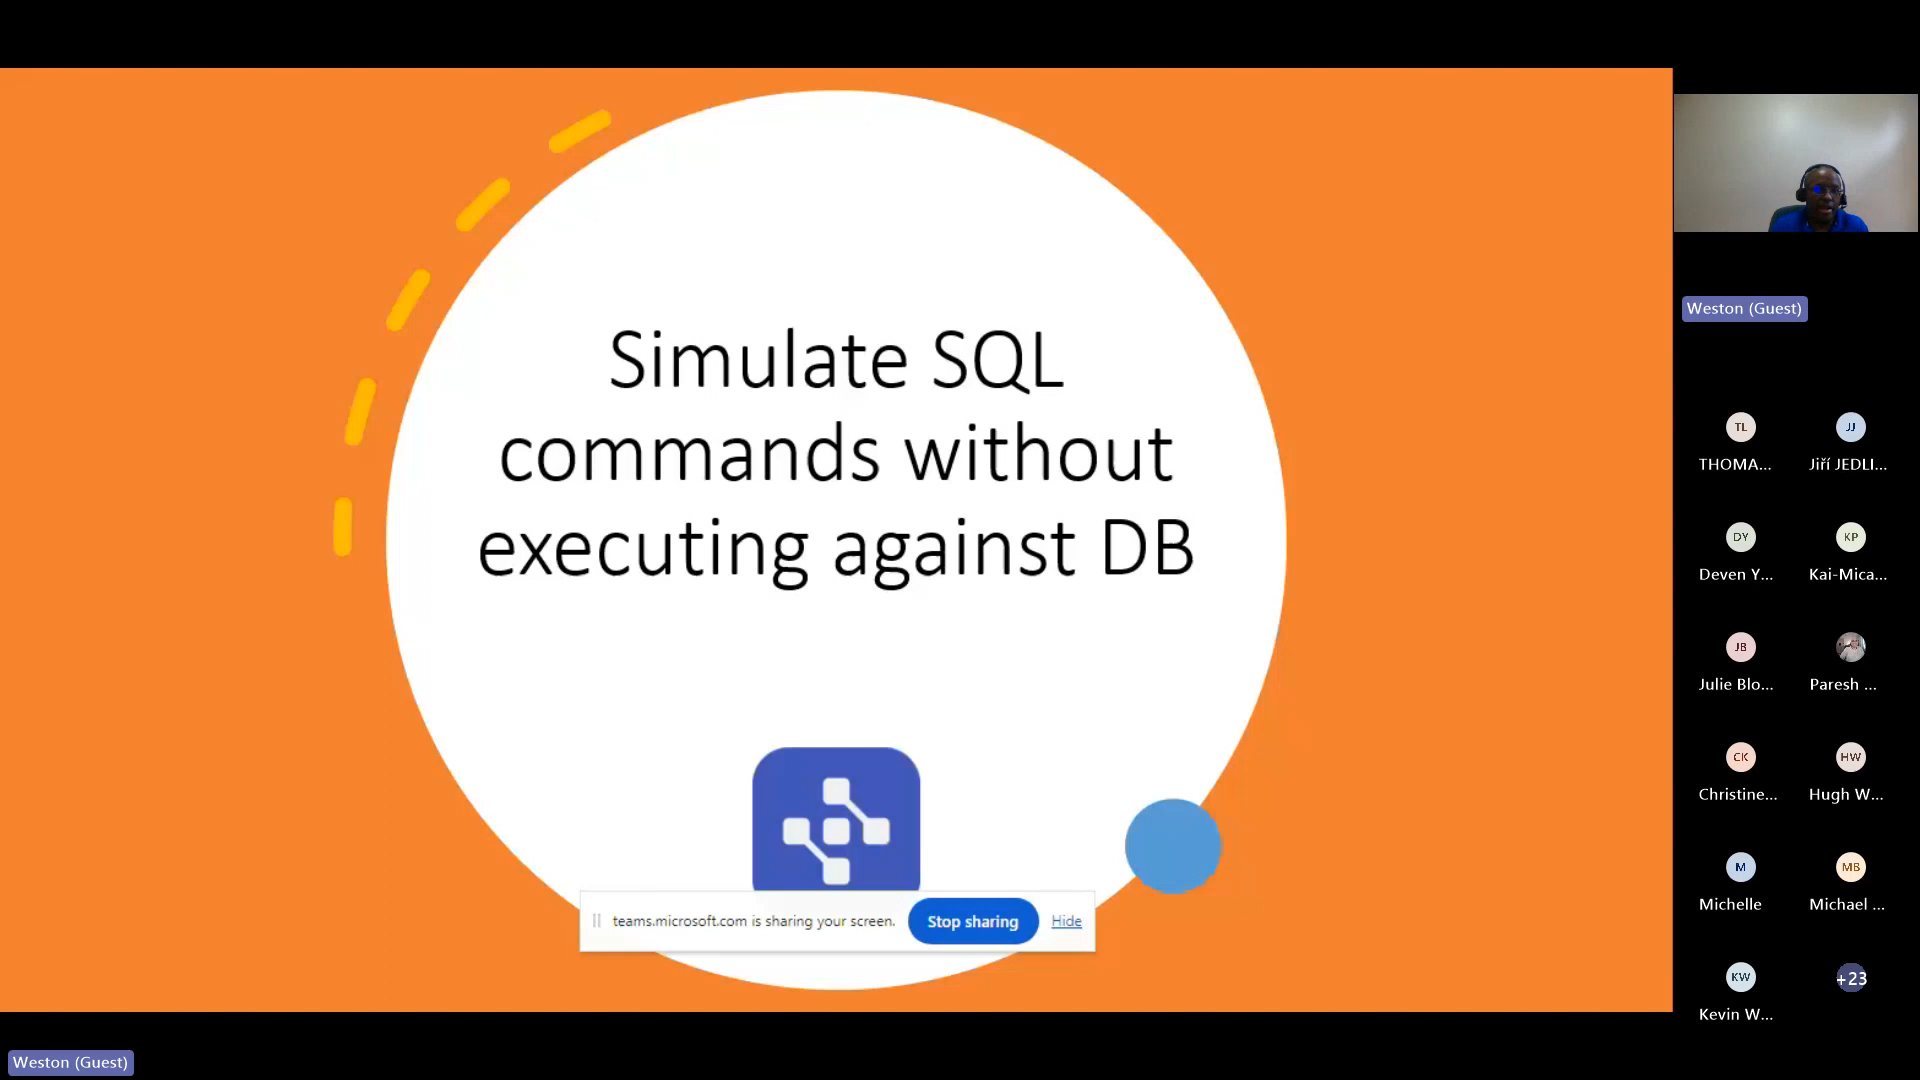 Simulate SQL
commands without
executing against DB
teams.microsoft.com is sharing your screen.
Stop sharing
Hide
Weston (Guest)
TL
JJ
THOMA...
Jiří JEDLI...
DY
KP
Deven Y...
Kai-Mica...
JB
Julie Blo...
Paresh ...
CK
HW
Christine...
Hugh W...
M
MB
Michelle
Michael ...
KW
+23
Kevin W...
Weston (Guest)